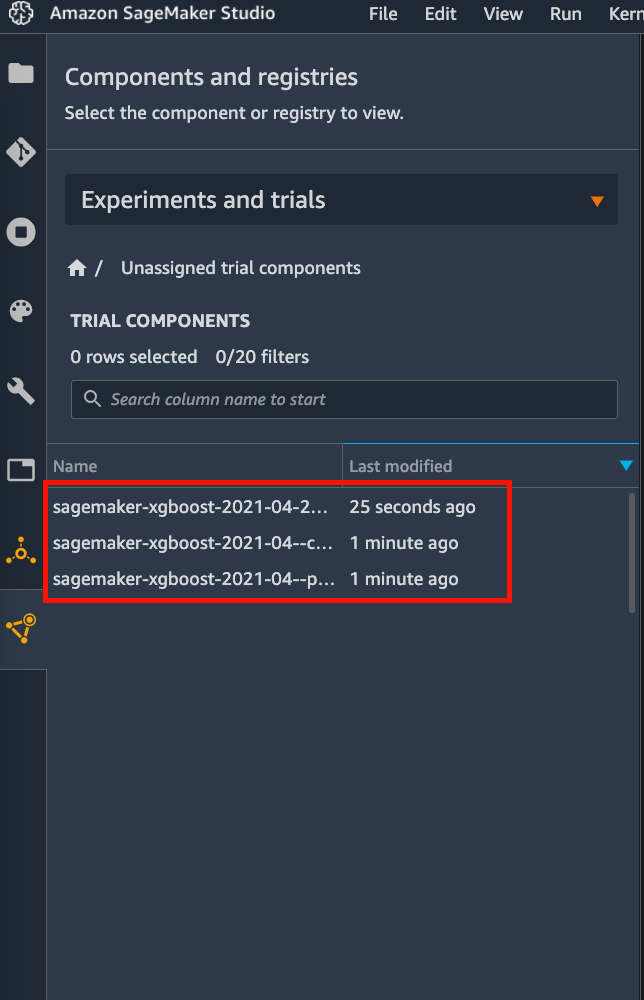 Amazon SageMaker Studio File Edit View Run Kern
Components and registries
Select the component or registry to view.
Experiments and trials
/ Unassigned trial components
TRIAL COMPONENTS
0 rows selected 0/20 filters
Search column name to start
Name Last modified
sagemaker-xgboost-2021-04-2... 25 seconds ago
sagemaker-xgboost-2021-04--c... 1 minute ago
sagemaker-xgboost-2021-04--p... 1 minute ago